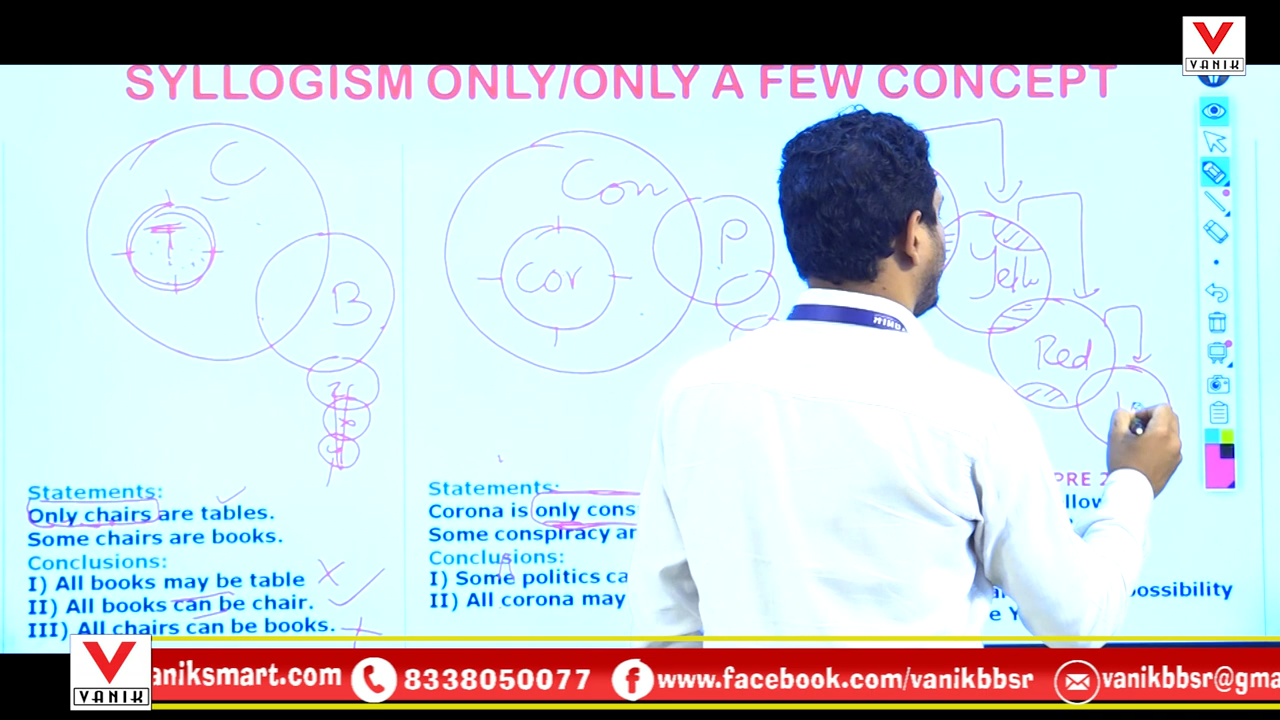 VANIK
SYLLOGISM ONLY/ONLY A FEW CONCEPT
C
T
B
Con
Cor
P
Yellw
Red
Statements:
Only chairs are tables.
Some chairs are books.
Conclusions:
I) All books may be table
II) All books can be chair.
III) All chairs can be books.
Statements:
Corona is only cons
Some conspiracy ar
Conclusions:
I) Some politics ca
II) All corona may
PRE 2
llow
possibility
e Y
VANIK
aniksmart.com
8338050077
www.facebook.com/vanikbbsr
vanikbbsr@gma